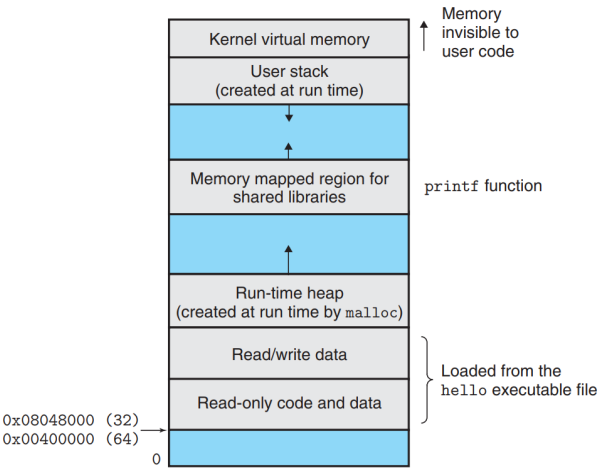 Memory
invisible to
user code
Kernel virtual memory
User stack
(created at run time)
Memory mapped region for
shared libraries
printf function
Run-time heap
(created at run time by malloc)
Read/write data
Loaded from the
hello executable file
Read-only code and data
0x08048000 (32)
0x00400000 (64)
0